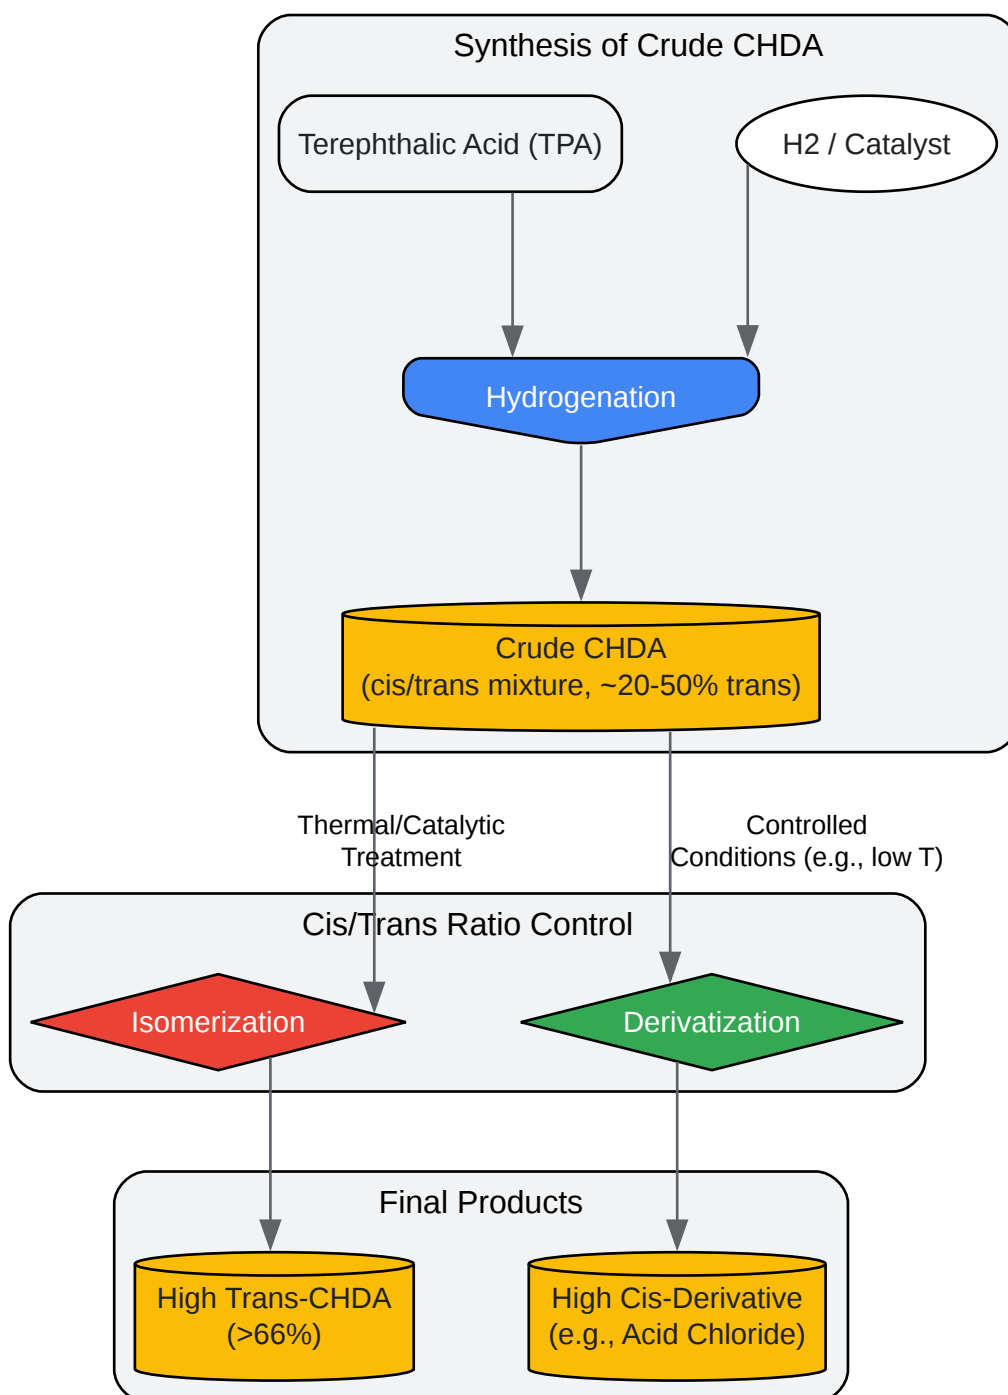 Synthesis of Crude CHDA
Terephthalic Acid (TPA)
H2 / Catalyst
Hydrogenation
Crude CHDA
(cis/trans mixture, ~20-50% trans)
Thermal/Catalytic
Treatment
Controlled
Conditions (e.g., low T)
Cis/Trans Ratio Control
Isomerization
Derivatization
Final Products
High Trans-CHDA
(>66%)
High Cis-Derivative
(e.g., Acid Chloride)